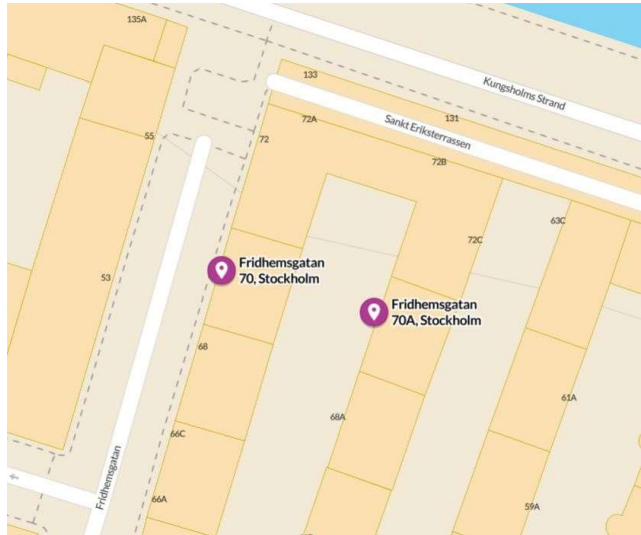 135A
Kungsholms Strand
133
131
Sankt Eriksterrassen
72A
55
72
72B
63C
72C
Fridhemsgatan
70, Stockholm
53
Fridhemsgatan
70A, Stockholm
68
61A
68A
66C
Fridhemsgatan
66A
59A